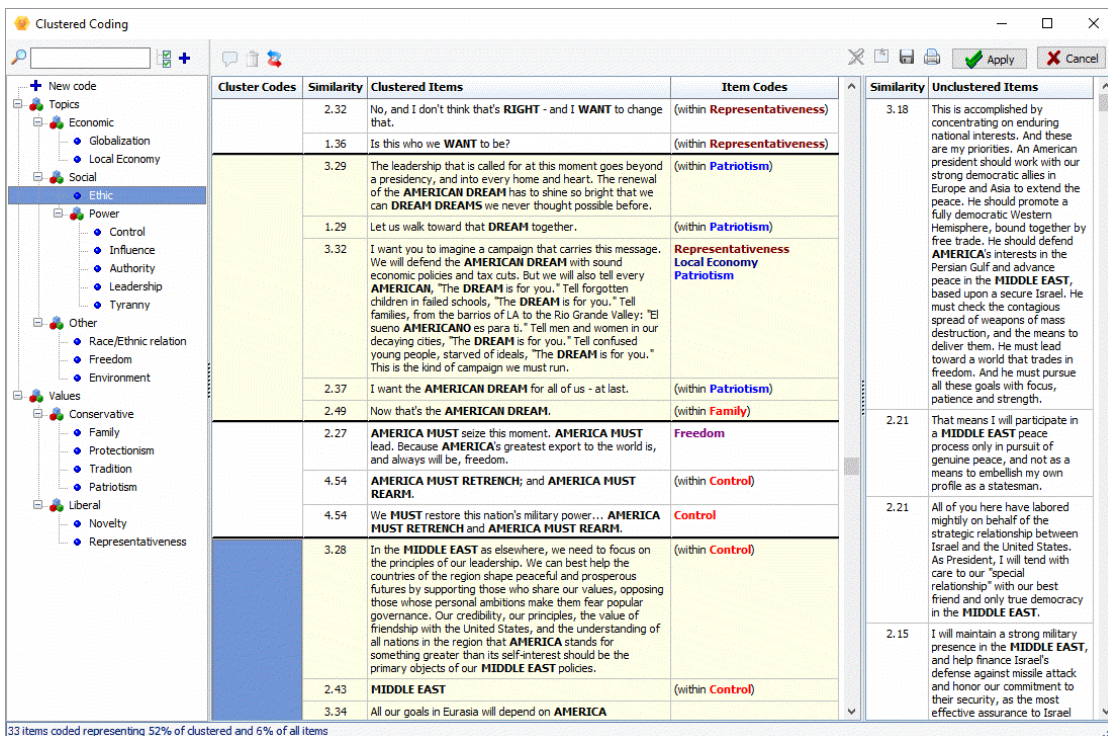 Clustered Coding
Apply
Cancel
New code
Topics
Economic
Globalization
Local Economy
Social
Ethic
Power
Control
Influence
Authority
Leadership
Tyranny
Other
Race/Ethnic relation
Freedom
Environment
Values
Conservative
Family
Protectionism
Tradition
Patriotism
Liberal
Novelty
Representativeness
Cluster Codes Similarity Clustered Items Item Codes
2.32 No, and I don't think that's RIGHT - and I WANT to change (within Representativeness)
that.
1.36 Is this who we WANT to be? (within Representativeness)
3.29 The leadership that is called for at this moment goes beyond (within Patriotism)
a presidency, and into every home and heart. The renewal
of the AMERICAN DREAM has to shine so bright that we
can DREAM DREAMS we never thought possible before.
1.29 Let us walk toward that DREAM together. (within Patriotism)
3.32 I want you to imagine a campaign that carries this message. Representativeness
We will defend the AMERICAN DREAM with sound Local Economy
economic policies and tax cuts. But we will also tell every Patriotism
AMERICAN, "The DREAM is for you." Tell forgotten
children in failed schools, "The DREAM is for you." Tell
families, from the barrios of LA to the Rio Grande Valley: "El
sueno AMERICANO es para ti." Tell men and women in our
decaying cities, "The DREAM is for you." Tell confused
young people, starved of ideals, "The DREAM is for you."
This is the kind of campaign we must run.
2.37 I want the AMERICAN DREAM for all of us - at last. (within Patriotism)
2.49 Now that's the AMERICAN DREAM. (within Family)
2.27 AMERICA MUST seize this moment. AMERICA MUST Freedom
lead. Because AMERICA's greatest export to the world is,
and always will be, freedom.
4.54 AMERICA MUST RETRENCH; and AMERICA MUST (within Control)
REARM.
4.54 We MUST restore this nation's military power... AMERICA Control
MUST RETRENCH and AMERICA MUST REARM.
3.28 In the MIDDLE EAST as elsewhere, we need to focus on (within Control)
the principles of our leadership. We can best help the
countries of the region shape peaceful and prosperous
futures by supporting those who share our values, opposing
those whose personal ambitions make them fear popular
governance. Our credibility, our principles, the value of
friendship with the United States, and the understanding of
all nations in the region that AMERICA stands for
something greater than its self-interest should be the
primary objects of our MIDDLE EAST policies.
2.43 MIDDLE EAST (within Control)
3.34 All our goals in Eurasia will depend on AMERICA
Similarity Unclustered Items
3.18 This is accomplished by
concentrating on enduring
national interests. And these
are my priorities. An American
president should work with our
strong democratic allies in
Europe and Asia to extend the
peace. He should promote a
fully democratic Western
Hemisphere, bound together by
free trade. He should defend
AMERICA's interests in the
Persian Gulf and advance
peace in the MIDDLE EAST,
based upon a secure Israel. He
must check the contagious
spread of weapons of mass
destruction, and the means to
deliver them. He must lead
toward a world that trades in
freedom. And he must pursue
all these goals with focus,
patience and strength.
2.21 That means I will participate in
a MIDDLE EAST peace
process only in pursuit of
genuine peace, and not as a
means to embellish my own
profile as a statesman.
2.21 All of you here have labored
mightily on behalf of the
strategic relationship between
Israel and the United States.
As President, I will tend with
care to our "special
relationship" with our best
friend and only true democracy
in the MIDDLE EAST.
2.15 I will maintain a strong military
presence in the MIDDLE EAST,
and help finance Israel's
defense against missile attack
and honor our commitment to
their security, as the most
effective assurance to Israel
33 items coded representing 52% of clustered and 6% of all items